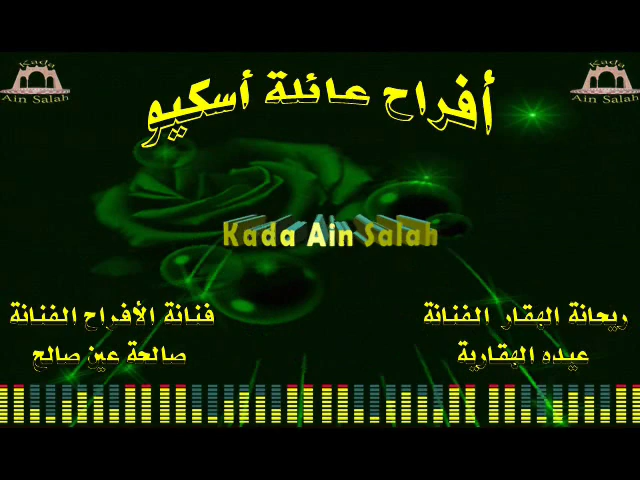 Kada
Ain Salah
Kada
Ain Salah
أفراح عائلة أسكيو
Kada Ain Salah
ريحانة الهقار الفنانة
عيده الهقارية
فنانة الأفراح الفنانة
صالحة عين صالح